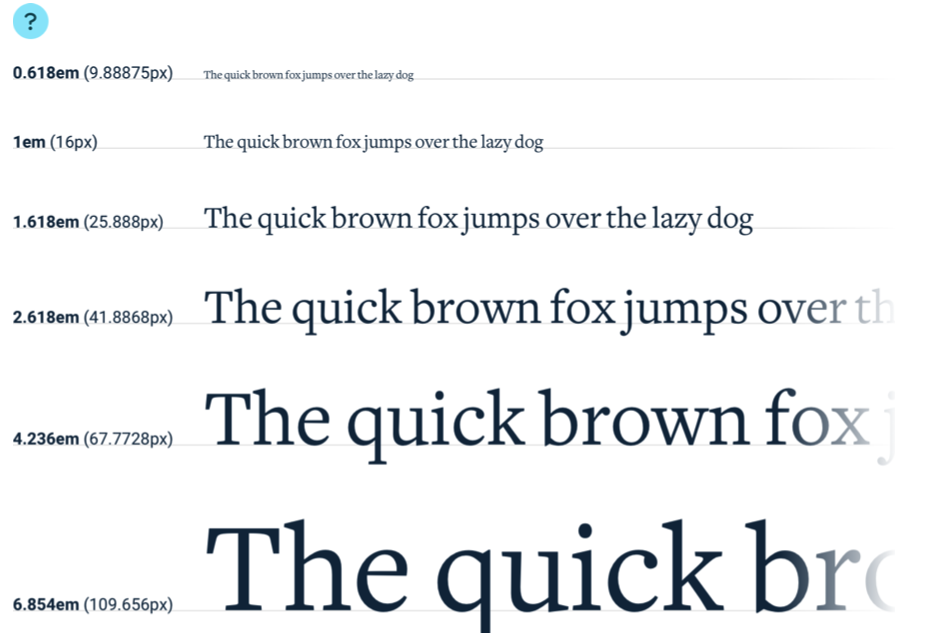 ?
0.618em (9.88875px) The quick brown fox jumps over the lazy dog
1em (16px) The quick brown fox jumps over the lazy dog
1.618em (25.888px) The quick brown fox jumps over the lazy dog
2.618em (41.8868px) The quick brown fox jumps over th
4.236em (67.7728px) The quick brown fox j
6.854em (109.656px) The quick bro